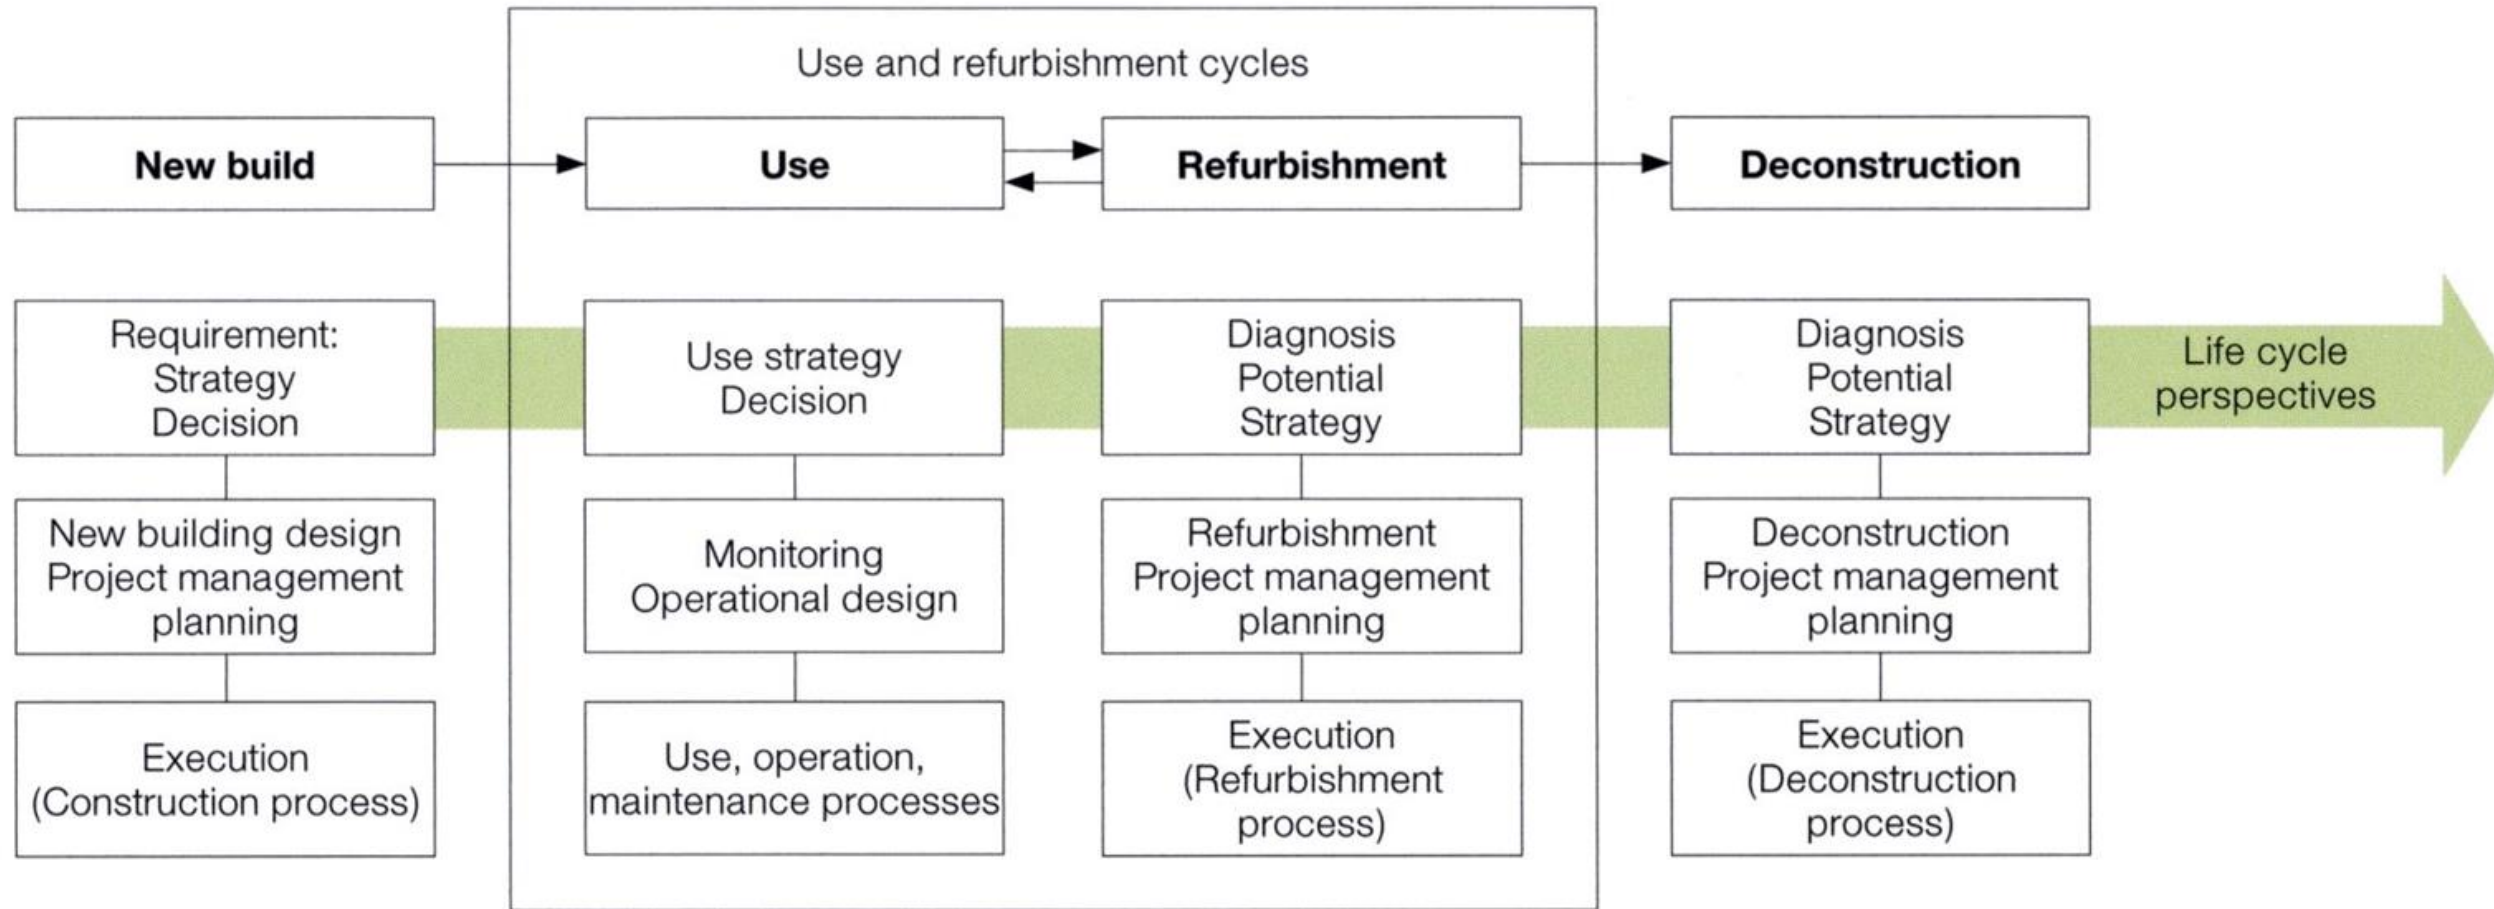 Use and refurbishment cycles
New build
Use
Refurbishment
Deconstruction
Requirement:
Strategy
Decision
Use strategy
Decision
Diagnosis
Potential
Strategy
Diagnosis
Potential
Strategy
Life cycle
perspectives
New building design
Project management
planning
Monitoring
Operational design
Refurbishment
Project management
planning
Deconstruction
Project management
planning
Execution
(Construction process)
Use, operation,
maintenance processes
Execution
(Refurbishment
process)
Execution
(Deconstruction
process)